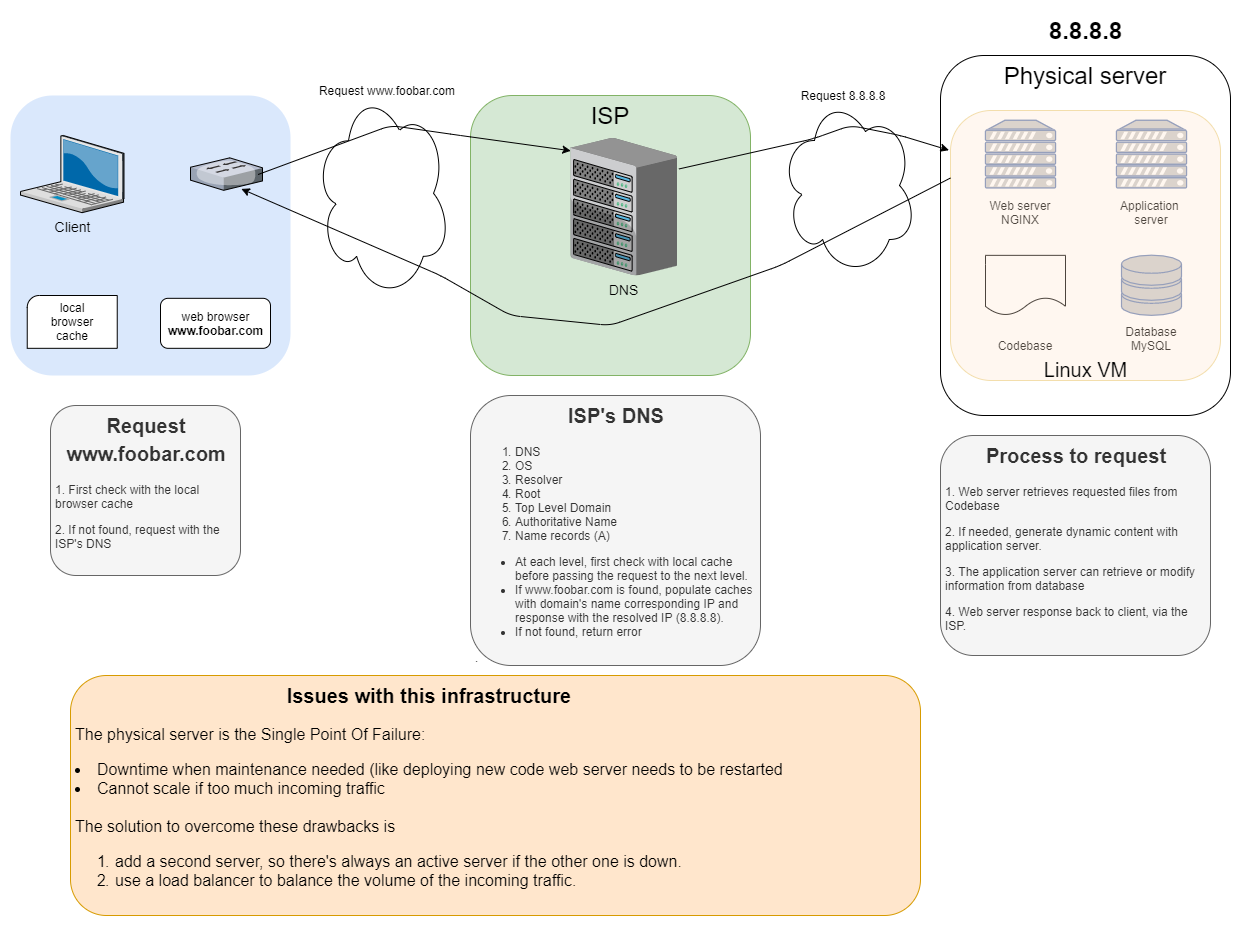 8.8.8.8
Request www.foobar.com
Request 8.8.8.8
Physical server
ISP
Client
DNS
Web server
NGINX
Application
server
local
browser
cache
web browser
www.foobar.com
Codebase
Database
MySQL
Linux VM
Request
www.foobar.com
1. First check with the local
browser cache
2. If not found, request with the
ISP's DNS
ISP's DNS
1. DNS
2. OS
3. Resolver
4. Root
5. Top Level Domain
6. Authoritative Name
7. Name records (A)
• At each level, first check with local cache
before passing the request to the next level.
• If www.foobar.com is found, populate caches
with domain's name corresponding IP and
response with the resolved IP (8.8.8.8).
• If not found, return error
Process to request
1. Web server retrieves requested files from
Codebase
2. If needed, generate dynamic content with
application server.
3. The application server can retrieve or modify
information from database
4. Web server response back to client, via the
ISP.
Issues with this infrastructure
The physical server is the Single Point Of Failure:
• Downtime when maintenance needed (like deploying new code web server needs to be restarted
• Cannot scale if too much incoming traffic
The solution to overcome these drawbacks is
1. add a second server, so there's always an active server if the other one is down.
2. use a load balancer to balance the volume of the incoming traffic.